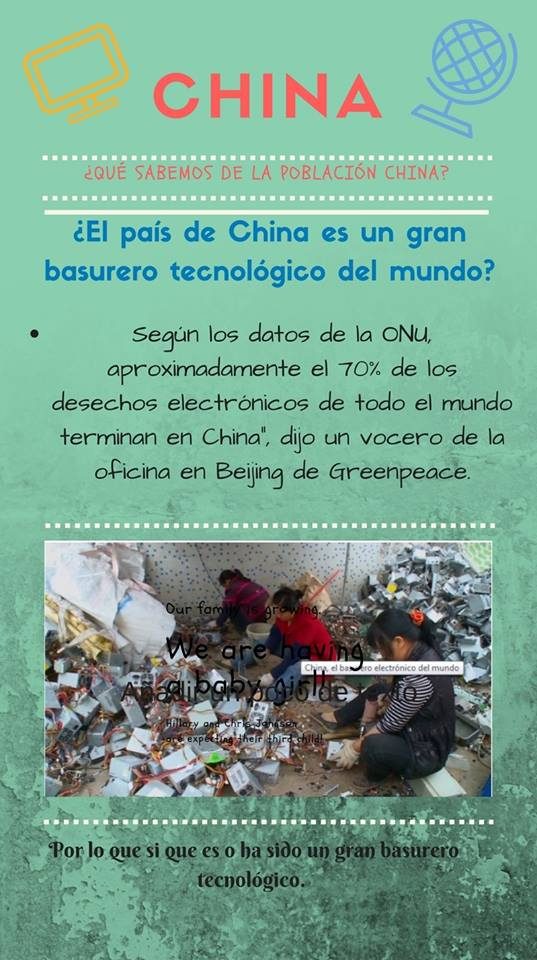 CHINA
¿QUÉ SABEMOS DE LA POBLACIÓN CHINA?
¿El país de China es un gran
basurero tecnológico del mundo?
• Según los datos de la ONU,
aproximadamente el 70% de los
desechos electrónicos de todo el mundo
terminan en China", dijo un vocero de la
oficina en Beijing de Greenpeace.
Our family is growing.
We are having
China, el basurero electrónico del mundo
a baby girl!
de
Hillary and Chris Johnson
are expecting their third child!
Por lo que si que es o ha sido un gran basurero
tecnológico.